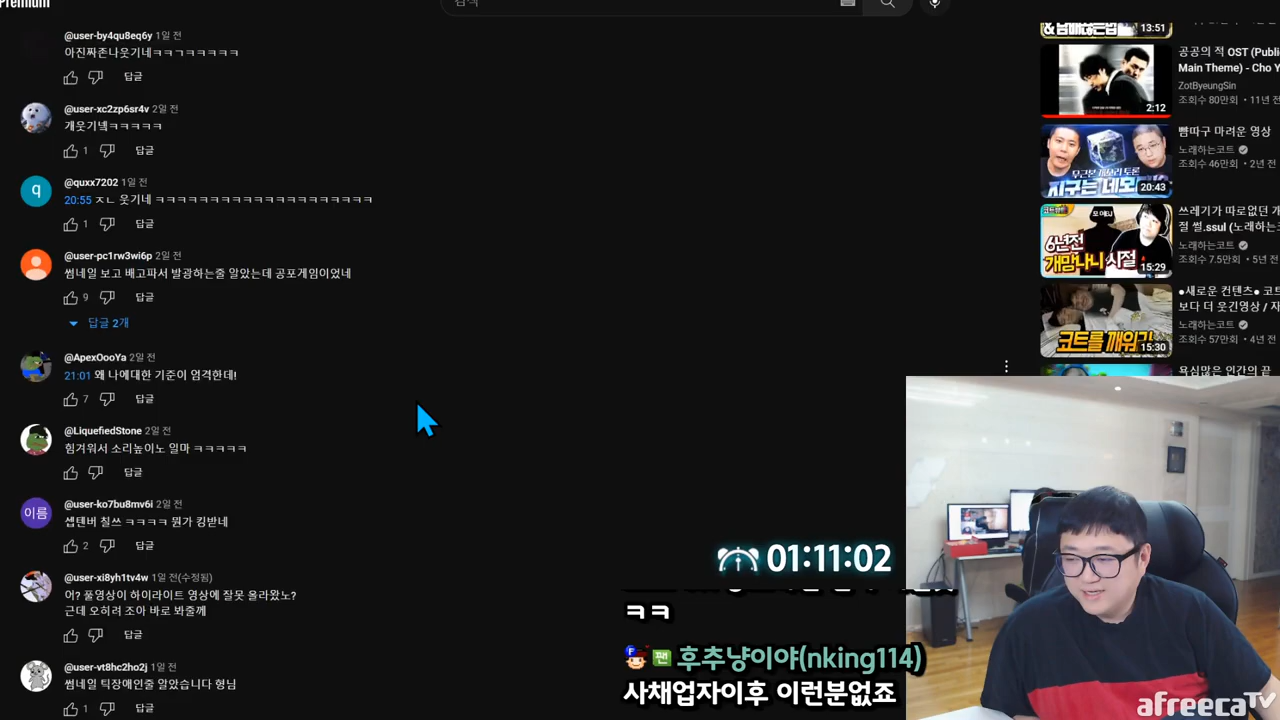 Premium
검색
@user-by4qu8eq6y 1일 전
아진짜존나웃기네ㅋㅋㄱㅋㅋㅋㅋㅋ
답글
@user-xc2zp6sr4v 2일 전
개웃기넥ㅋㅋㅋㅋㅋ
1 답글
@quxx7202 1일 전
20:55 ㅈㄴ 웃기네 ㅋㅋㅋㅋㅋㅋㅋㅋㅋㅋㅋㅋㅋㅋㅋㅋㅋㅋㅋㅋ
1 답글
@user-pc1rw3wi6p 2일 전
썸네일 보고 배고파서 발광하는줄 알았는데 공포게임이었네
9 답글
답글 2개
@ApexOooYa 2일 전
21:01 왜 나에대한 기준이 엄격한데!
7 답글
@LiquefiedStone 2일 전
힘겨워서 소리높이노 일마 ㅋㅋㅋㅋㅋ
답글
이름
@user-ko7bu8mv6i 2일 전
셉텐버 칠쓰 ㅋㅋㅋㅋ 뭔가 킹받네
2 답글
@user-xi8yh1tv4w 1일 전(수정됨)
어? 풀영상이 하이라이트 영상에 잘못 올라왔노?
근데 오히려 조아 바로 봐줄께
답글
@user-vt8hc2ho2j 1일 전
썸네일 틱장애인줄 알았습니다 형님
1 답글
13:51
공공의 적 OST (Public
Main Theme) - Cho Y
ZotByeungSin
조회수 80만회 • 11년 전
2:12
빰따구 마려운 영상
노래하는코트
조회수 46만회 • 2년 전
지구는 네모
20:43
쓰레기가 따로없던 개
절 썰.ssul (노래하는코
노래하는코트
조회수 7.5만회 • 5년 전
6년전
개망나니 시절
15:29
●새로운 컨텐츠● 코트
보다 더 웃긴영상 / 자
노래하는코트
조회수 57만회 • 4년 전
코트를 깨워라
15:30
욕심많은 인간의 끝
01:11:02
ㅋㅋ
F 팬 후추냥이야(nking114)
사채업자이후 이런분없죠
afreecaTV